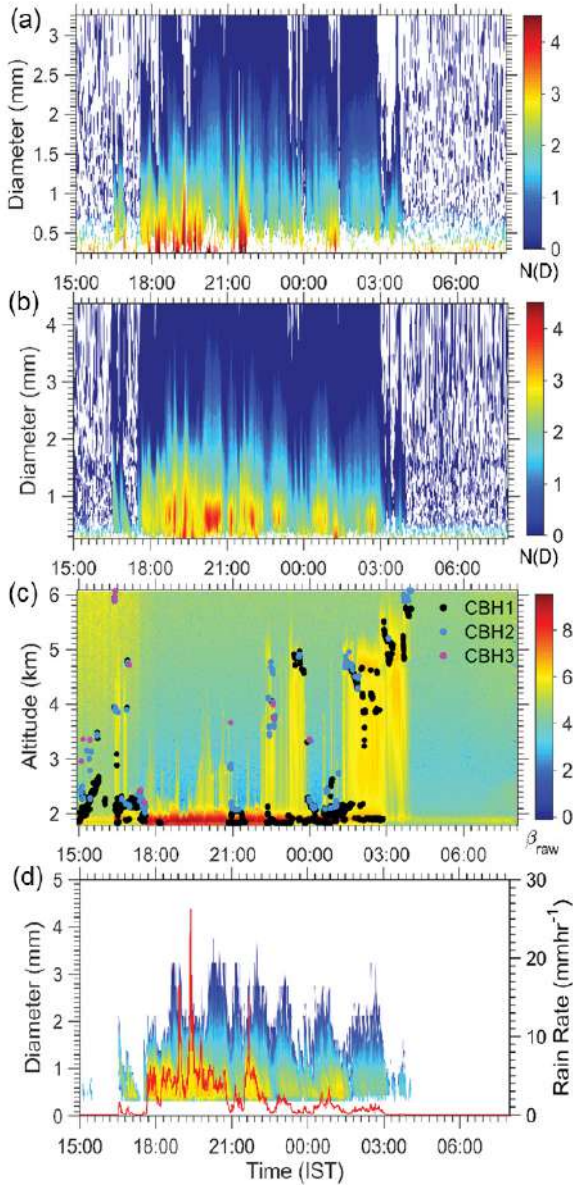 (a)
Diameter (mm)
3
2.5
2
1.5
1
0.5
15:00 18:00 21:00 00:00 03:00 06:00
4
3
2
1
0
N(D)
(b)
Diameter (mm)
4
3
2
1
15:00 18:00 21:00 00:00 03:00 06:00
4
3
2
1
0
N(D)
(c)
Altitude (km)
6
5
4
3
2
CBH1
CBH2
CBH3
15:00 18:00 21:00 00:00 03:00 06:00
8
6
4
2
0
βraw
(d)
Diameter (mm)
5
4
3
2
1
0
30
20
10
0
Rain Rate (mmhr-1)
15:00 18:00 21:00 00:00 03:00 06:00
Time (IST)